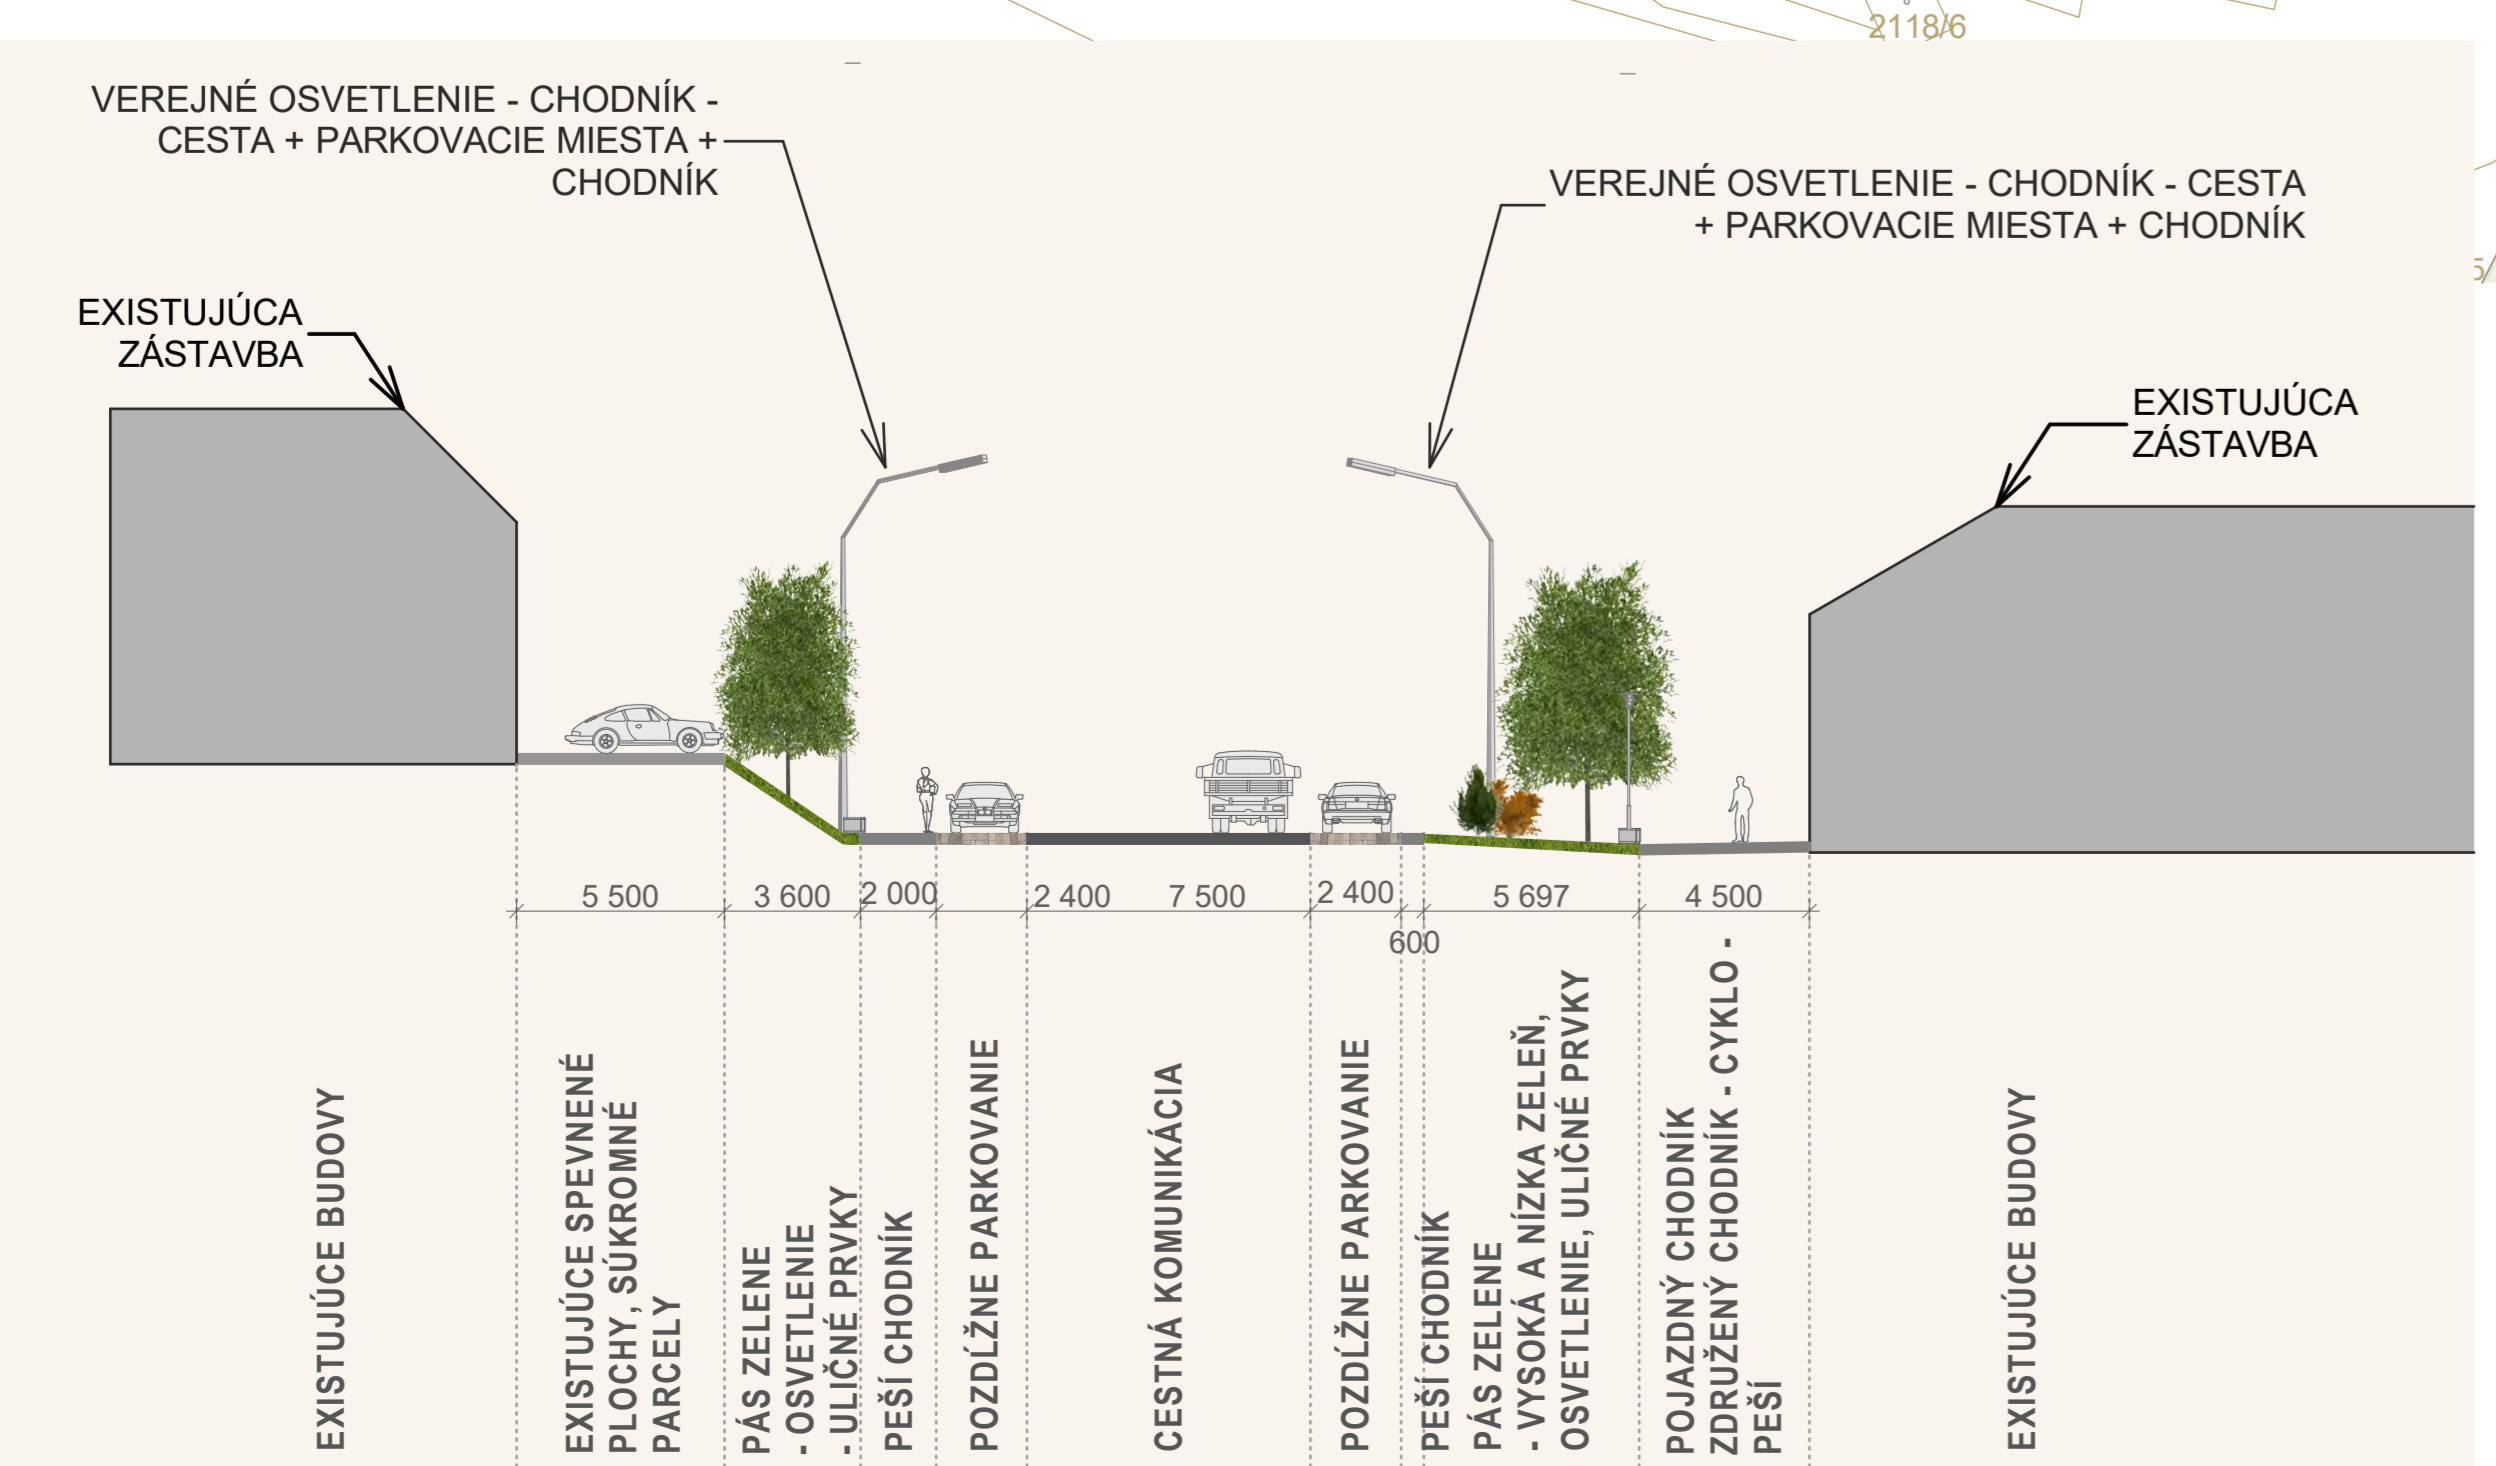 2118/6
VEREJNÉ OSVETLENIE - CHODNÍK -
CESTA + PARKOVACIE MIESTA +
CHODNÍK
VEREJNÉ OSVETLENIE - CHODNÍK - CESTA
+ PARKOVACIE MIESTA + CHODNÍK
5/
EXISTUJÚCA
ZÁSTAVBA
EXISTUJÚCA
ZÁSTAVBA
5 500
3 600
2 000
2 400
7 500
2 400
600
5 697
4 500
EXISTUJÚCE BUDOVY
EXISTUJÚCE SPEVNENÉ
PLOCHY, SÚKROMNÉ
PARCELY
PÁS ZELENE
- OSVETLENIE
- ULIČNÉ PRVKY
PEŠÍ CHODNÍK
POZDĹŽNE PARKOVANIE
CESTNÁ KOMUNIKÁCIA
POZDĹŽNE PARKOVANIE
PEŠÍ CHODNÍK
PÁS ZELENE
- VYSOKÁ A NÍZKA ZELEŇ,
OSVETLENIE, ULIČNÉ PRVKY
POJAZDNÝ CHODNÍK
ZDRUŽENÝ CHODNÍK - CYKLO -
PEŠÍ
EXISTUJÚCE BUDOVY